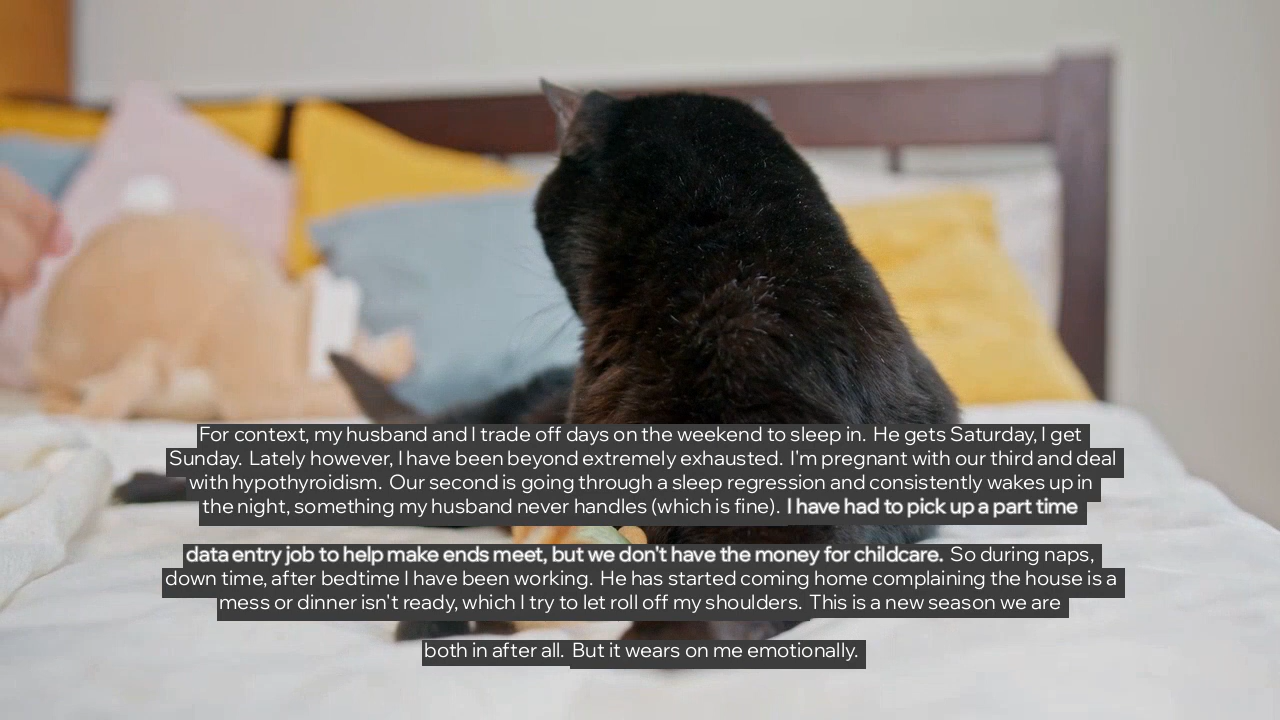 For context, my husband and I trade off days on the weekend to sleep in. He gets Saturday, I get
Sunday. Lately however, I have been beyond extremely exhausted. I'm pregnant with our third and deal
with hypothyroidism. Our second is going through a sleep regression and consistently wakes up in
the night, something my husband never handles (which is fine). I have had to pick up a part time
data entry job to help make ends meet, but we don't have the money for childcare. So during naps,
down time, after bedtime I have been working. He has started coming home complaining the house is a
mess or dinner isn't ready, which I try to let roll off my shoulders. This is a new season we are
both in after all. But it wears on me emotionally.